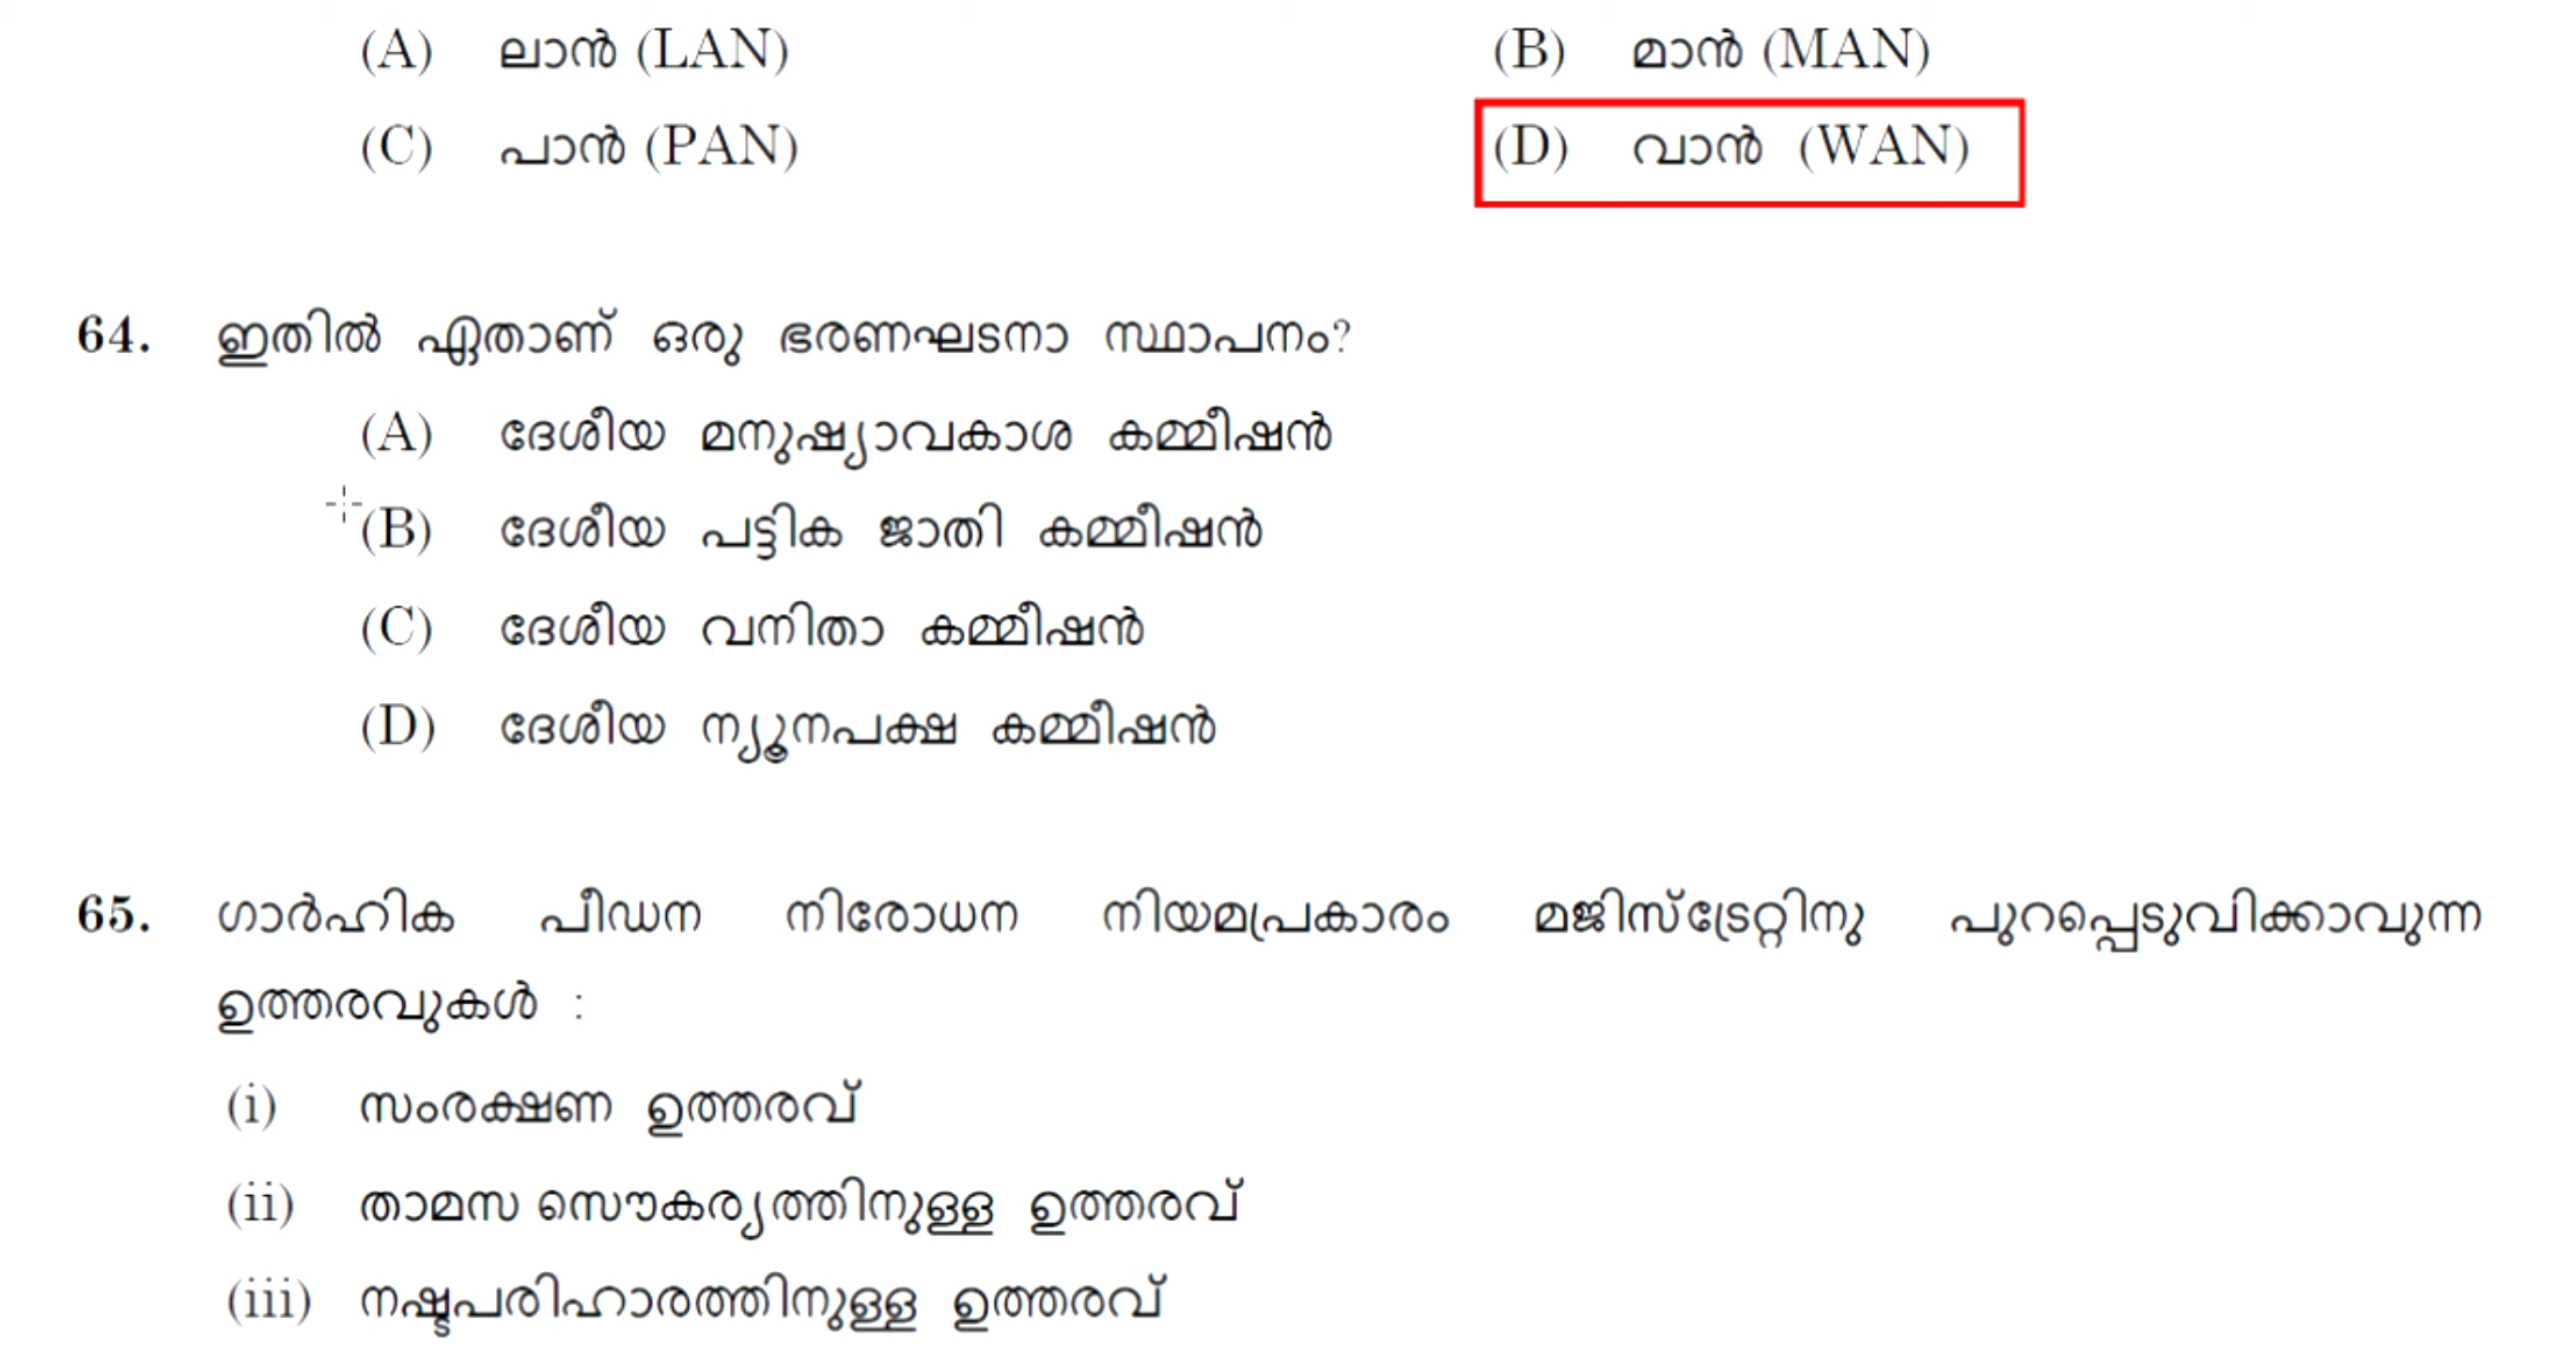 (A) ലാൻ (LAN) (B) മാൻ (MAN)
(C) പാൻ (PAN) (D) വാൻ (WAN)
64. ഇതിൽ ഏതാണ് ഒരു ഭരണഘടനാ സ്ഥാപനം?
(A) ദേശീയ മനുഷ്യാവകാശ കമ്മീഷൻ
(B) ദേശീയ പട്ടിക ജാതി കമ്മീഷൻ
(C) ദേശീയ വനിതാ കമ്മീഷൻ
(D) ദേശീയ ന്യൂനപക്ഷ കമ്മീഷൻ
65. ഗാർഹിക പീഡന നിരോധന നിയമപ്രകാരം മജിസ്ട്രേറ്റിനു പുറപ്പെടുവിക്കാവുന്ന
ഉത്തരവുകൾ :
(i) സംരക്ഷണ ഉത്തരവ്
(ii) താമസ സൌകര്യത്തിനുള്ള ഉത്തരവ്
(iii) നഷ്ടപരിഹാരത്തിനുള്ള ഉത്തരവ്